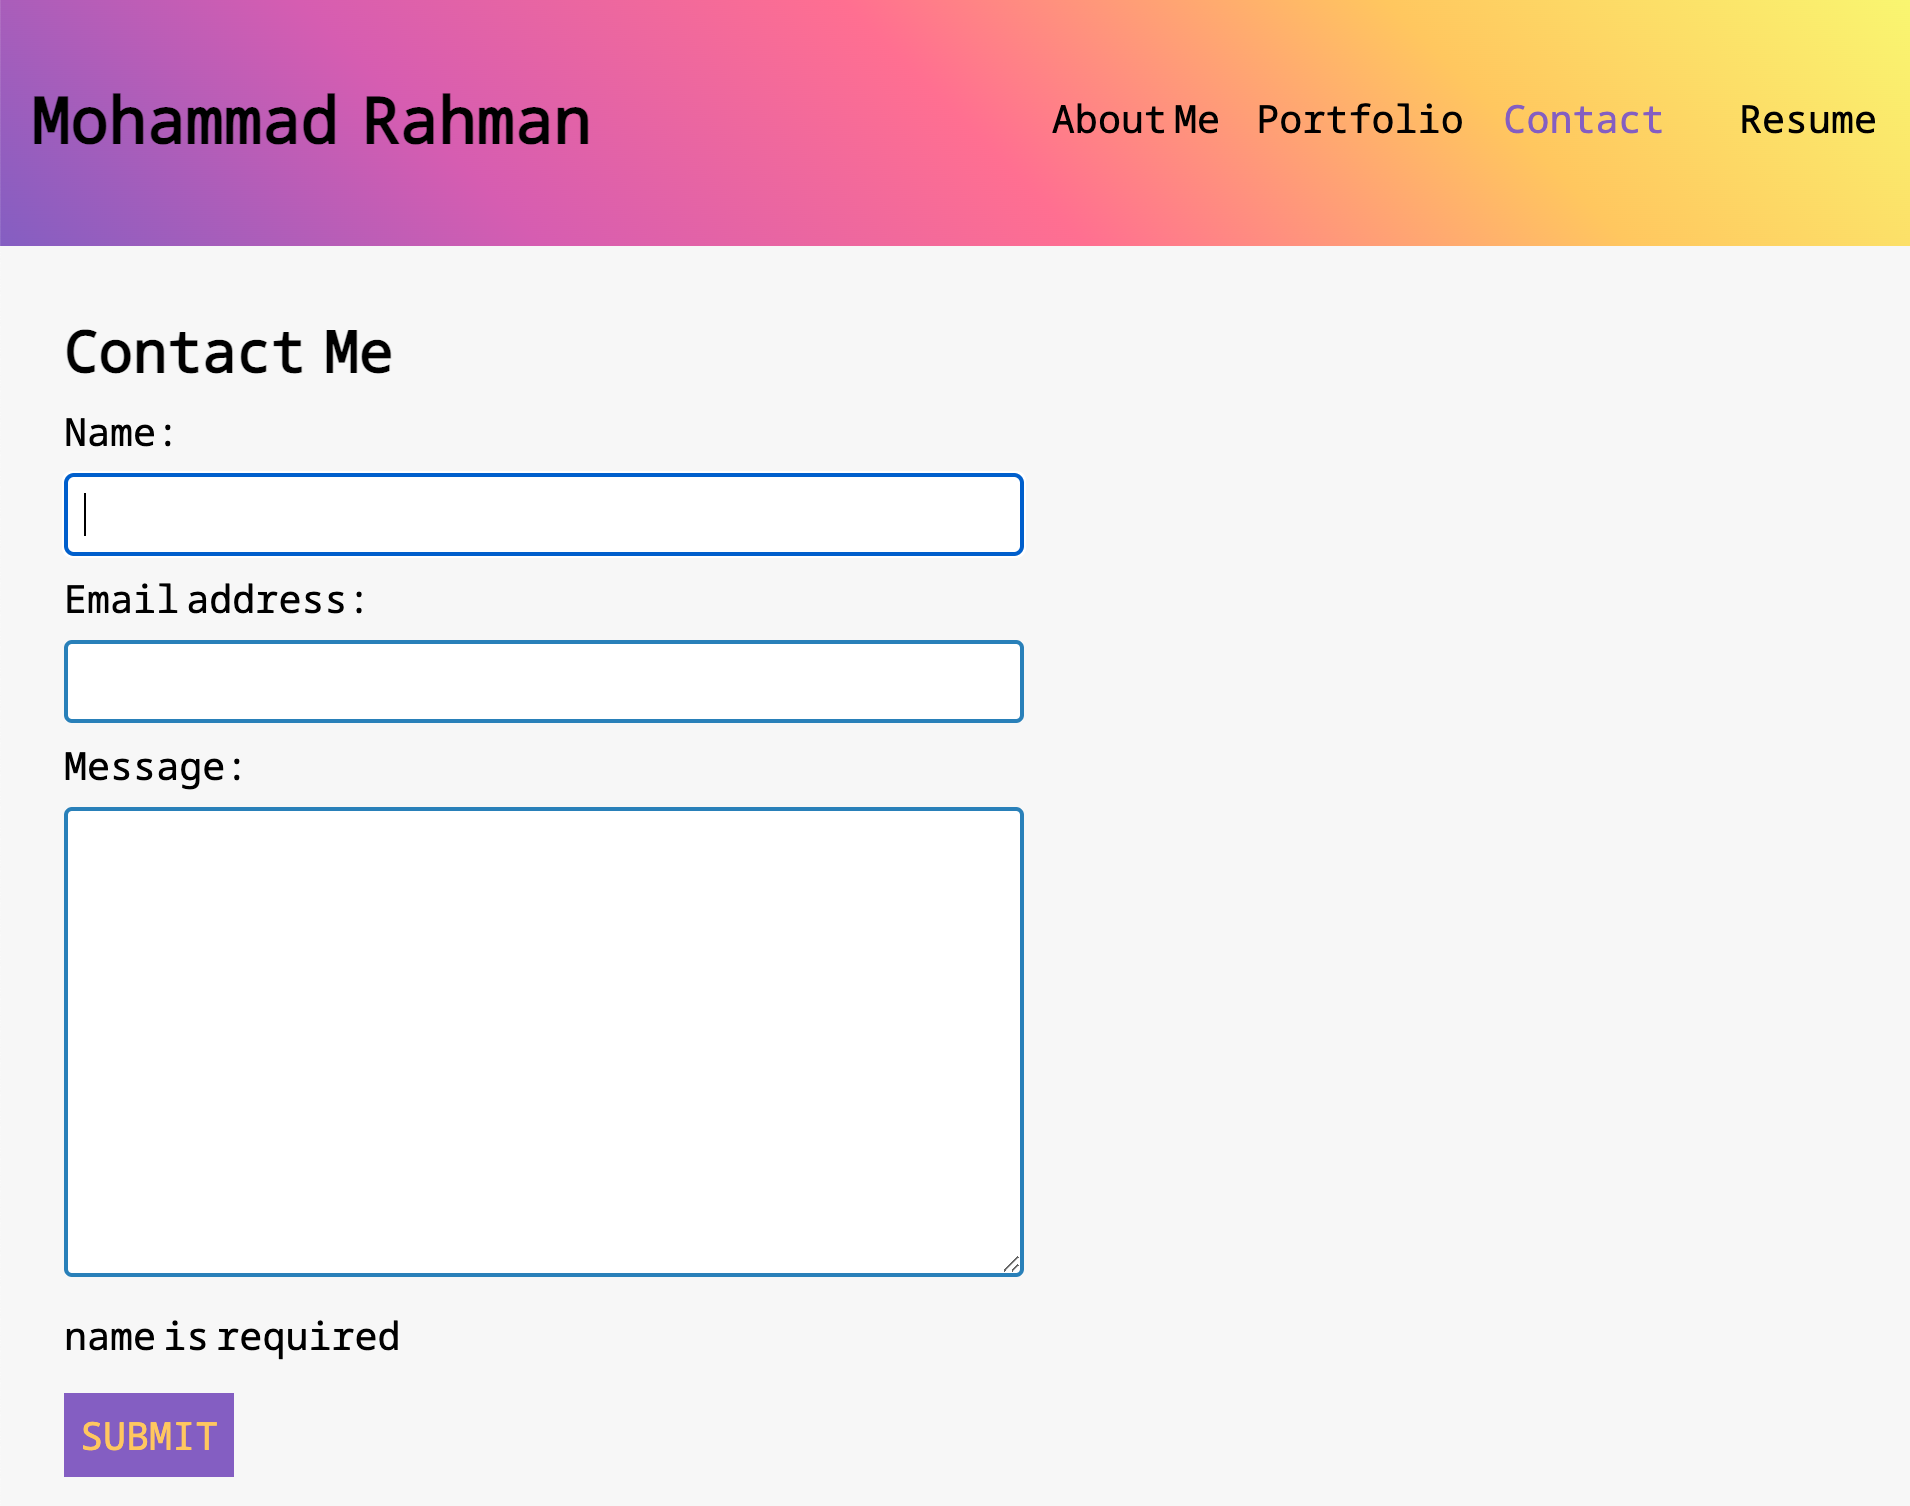 Mohammad Rahman
About Me Portfolio Contact Resume
Contact Me
Name:
Email address:
Message:
name is required
SUBMIT